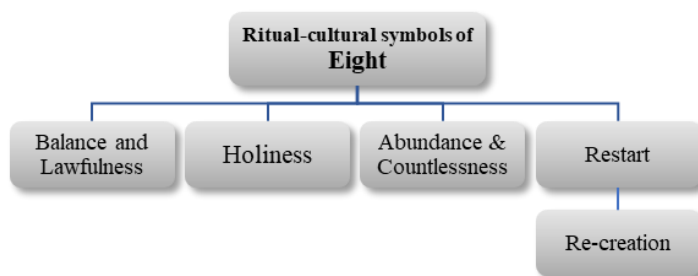 Ritual-cultural symbols of
Eight
Balance and
Lawfulness
Holiness
Abundance &
Countlessness
Restart
Re-creation